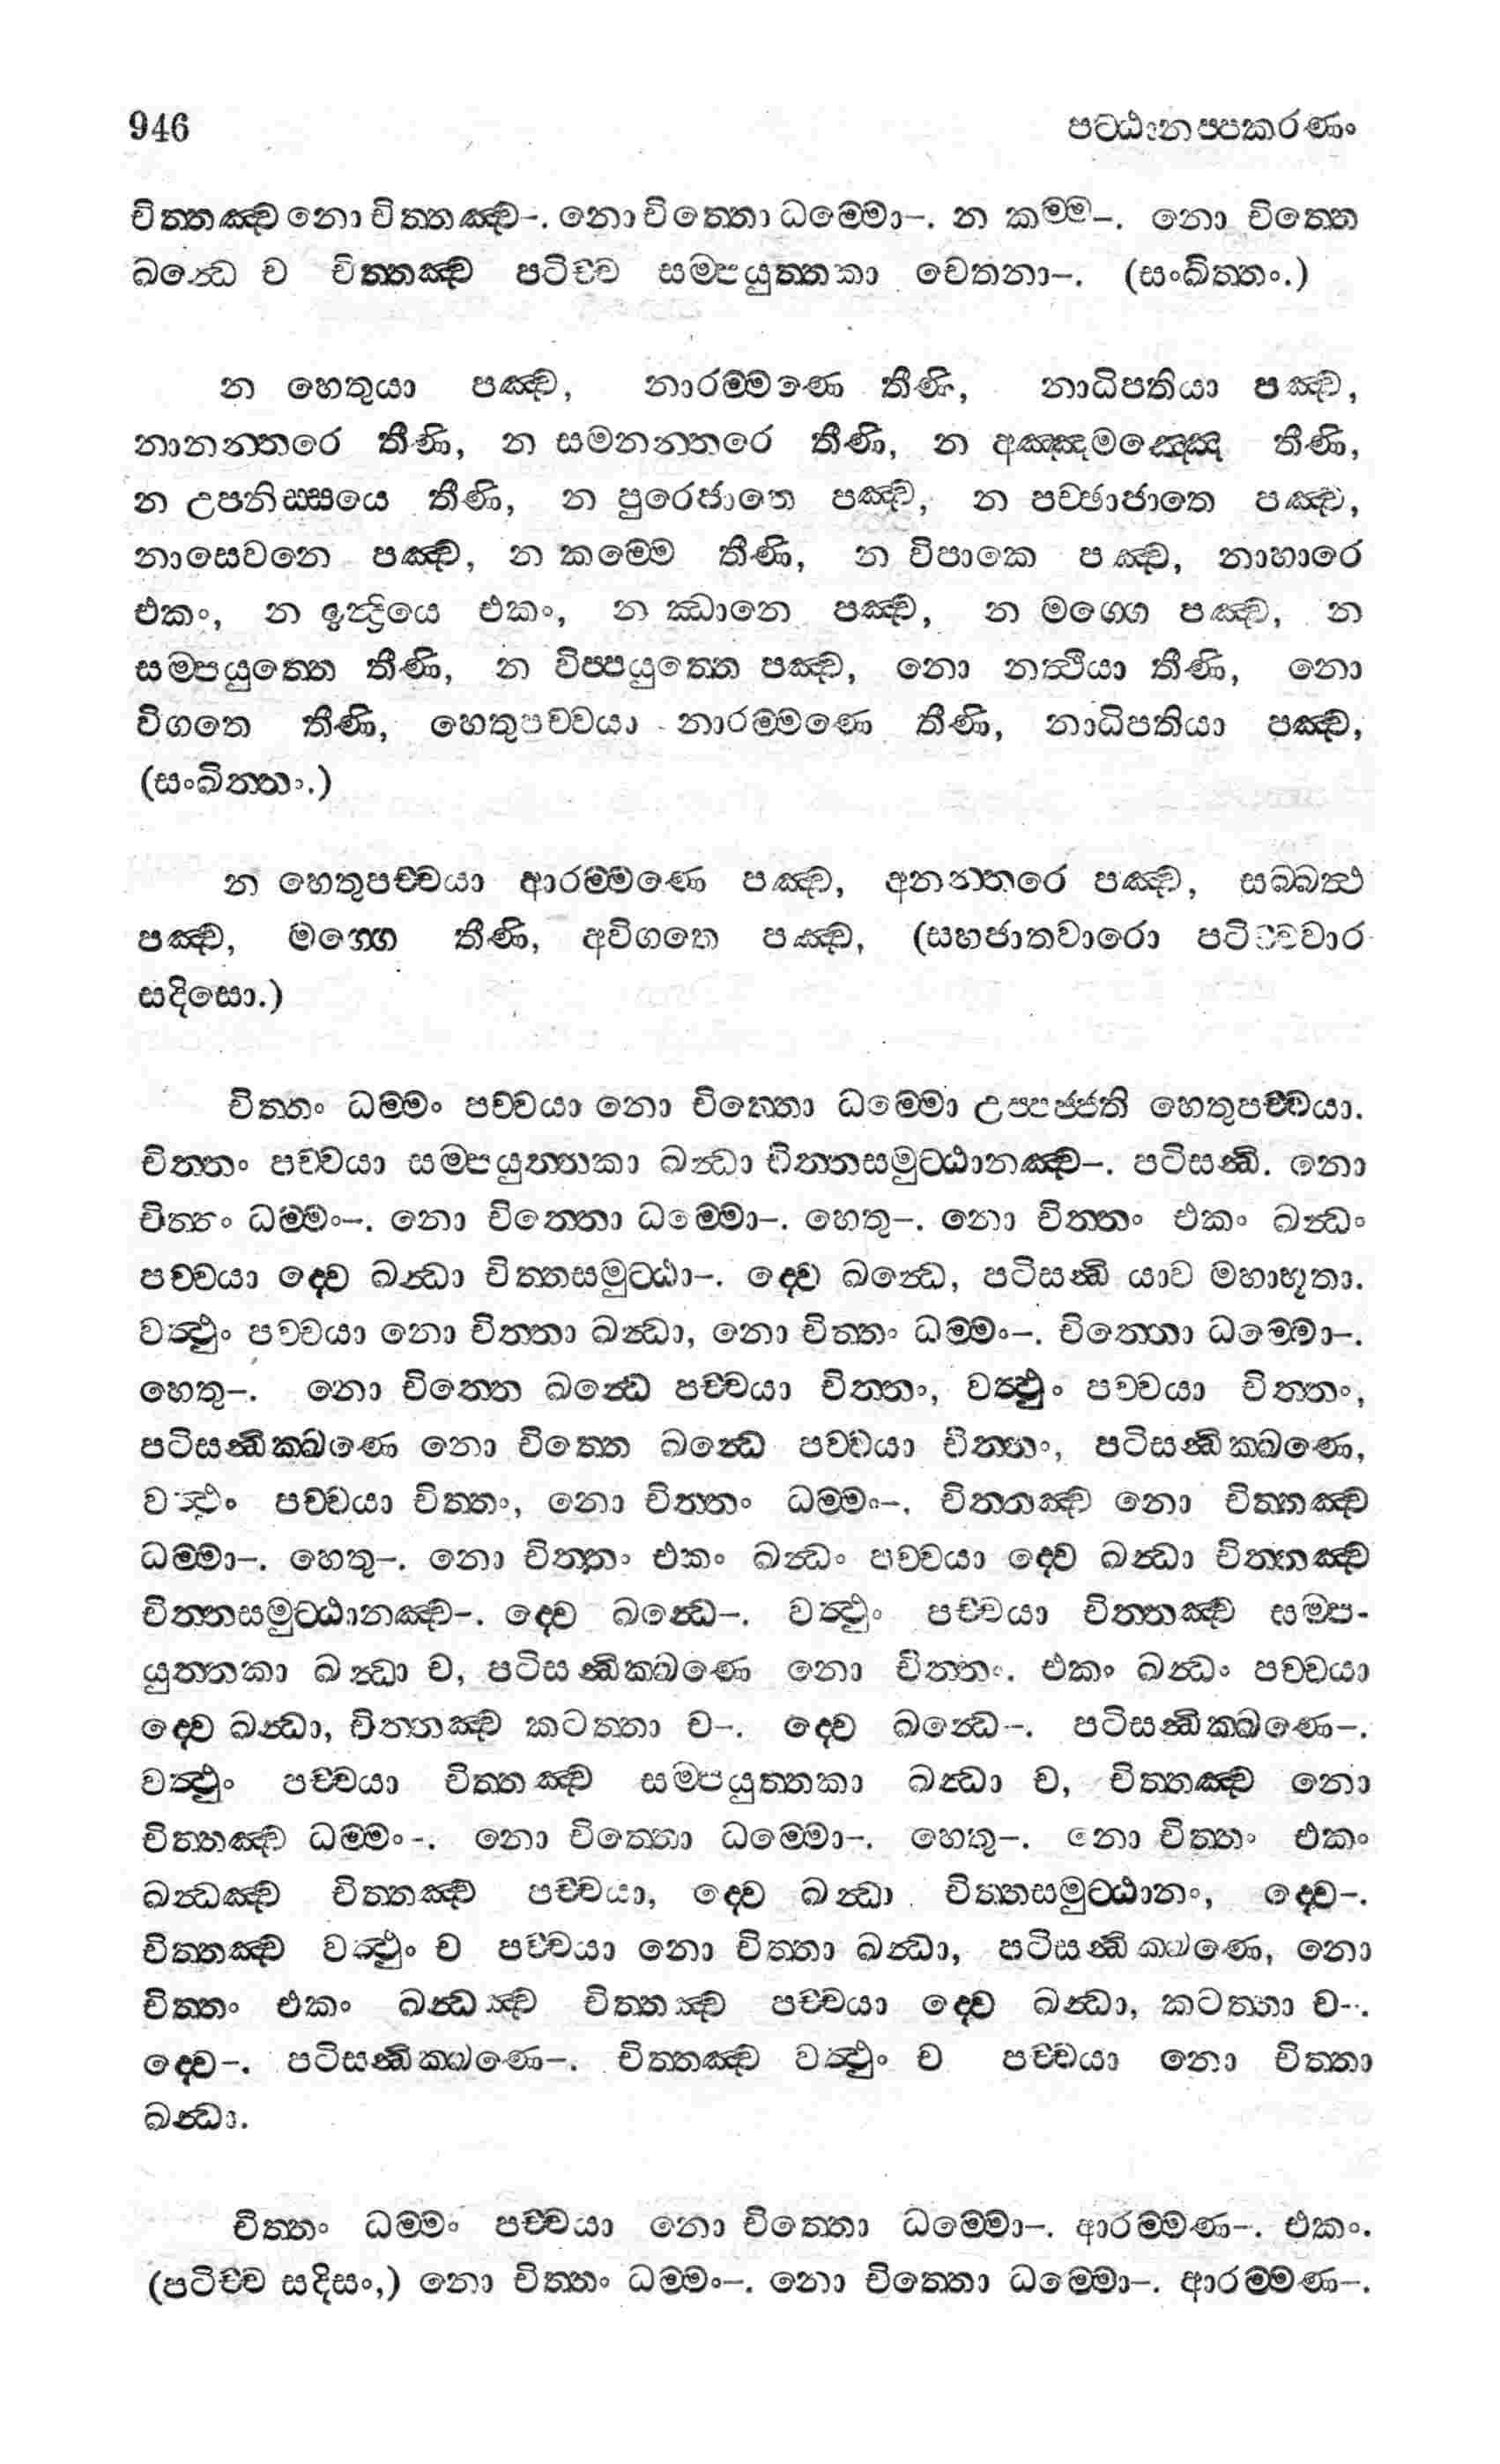 946 පට්ඨානප්පකරණං
චිත්තඤ්ච නො චිත්තඤ්ච-. නො චිත්තො ධම්මො-. න කම්ම-. නො චිත්තෙ
ඛන්ධෙ ච චිත්තඤ්ච පටිච්ච සම්පයුත්තකා චෙතනා-. (සංඛිත්තං.)
න හෙතුයා පඤ්ච, නාරම්මණෙ තීණි, නාධිපතියා පඤ්ච,
නානන්තරෙ තීණි, න සමනන්තරෙ තීණි, න අඤ්ඤමඤ්ඤෙ තීණි,
න උපනිස්සයෙ තීණි, න පුරෙජාතෙ පඤ්ච, න පච්ඡාජාතෙ පඤ්ච,
නාසෙවනෙ පඤ්ච, න කම්මෙ තීණි, න විපාකෙ පඤ්ච, නාහාරෙ
එකං, න ඉන්ද්‍රියෙ එකං, න ඣානෙ පඤ්ච, න මග්ගෙ පඤ්ච, න
සම්පයුත්තෙ තීණි, න විප්පයුත්තෙ පඤ්ච, නො නත්ථියා තීණි, නො
විගතෙ තීණි, හෙතුපච්චයා නාරම්මණෙ තීණි, නාධිපතියා පඤ්ච,
(සංඛිත්තං.)
න හෙතුපච්චයා ආරම්මණෙ පඤ්ච, අනන්තරෙ පඤ්ච, සබ්බත්ථ
පඤ්ච, මග්ගෙ තීණි, අවිගතෙ පඤ්ච, (සහජාතවාරො පටිච්චවාර
සදිසො.)
චිත්තං ධම්මං පච්චයා නො චිත්තො ධම්මො උප්පජ්ජති හෙතුපච්චයා.
චිත්තං පච්චයා සම්පයුත්තකා ඛන්ධා චිත්තසමුට්ඨානඤ්ච-. පටිසන්ධි. නො
චිත්තං ධම්මං-. නො චිත්තො ධම්මො-. හෙතු-. නො චිත්තං එකං ඛන්ධං
පච්චයා ද්වෙ ඛන්ධා චිත්තසමුට්ඨා-. ද්වෙ ඛන්ධෙ, පටිසන්ධි යාව මහාභූතා.
වත්ථුං පච්චයා නො චිත්තා ඛන්ධා, නො චිත්තං ධම්මං-. චිත්තො ධම්මො-.
හෙතු-. නො චිත්තෙ ඛන්ධෙ පච්චයා චිත්තං, වත්ථුං පච්චයා චිත්තං,
පටිසන්ධික්ඛණෙ නො චිත්තෙ ඛන්ධෙ පච්චයා චිත්තං, පටිසන්ධික්ඛණෙ,
වත්ථුං පච්චයා චිත්තං, නො චිත්තං ධම්මං-. චිත්තඤ්ච නො චිත්තඤ්ච
ධම්මා-. හෙතු-. නො චිත්තං එකං ඛන්ධං පච්චයා ද්වෙ ඛන්ධා චිත්තඤ්ච
චිත්තසමුට්ඨානඤ්ච-. ද්වෙ ඛන්ධෙ-. වත්ථුං පච්චයා චිත්තඤ්ච සම්ප-
යුත්තකා ඛන්ධා ච, පටිසන්ධික්ඛණෙ නො චිත්තං. එකං ඛන්ධං පච්චයා
ද්වෙ ඛන්ධා, චිත්තඤ්ච කටත්තා ච-. ද්වෙ ඛන්ධෙ-. පටිසන්ධික්ඛණෙ-.
වත්ථුං පච්චයා චිත්තඤ්ච සම්පයුත්තකා ඛන්ධා ච, චිත්තඤ්ච නො
චිත්තඤ්ච ධම්මං-. නො චිත්තො ධම්මො-. හෙතු-. නො චිත්තං එකං
ඛන්ධඤ්ච චිත්තඤ්ච පච්චයා, ද්වෙ ඛන්ධා චිත්තසමුට්ඨානං, ද්වෙ-.
චිත්තඤ්ච වත්ථුං ච පච්චයා නො චිත්තා ඛන්ධා, පටිසන්ධික්ඛණෙ, නො
චිත්තං එකං ඛන්ධඤ්ච චිත්තඤ්ච පච්චයා ද්වෙ ඛන්ධා, කටත්තා ච-.
ද්වෙ-. පටිසන්ධික්ඛණෙ-. චිත්තඤ්ච වත්ථුං ච පච්චයා නො චිත්තා
ඛන්ධා.
චිත්තං ධම්මං පච්චයා නො චිත්තො ධම්මො-. ආරම්මණ-. එකං.
(පටිච්ච සදිසං,) නො චිත්තං ධම්මං-. නො චිත්තො ධම්මො-. ආරම්මණ-.